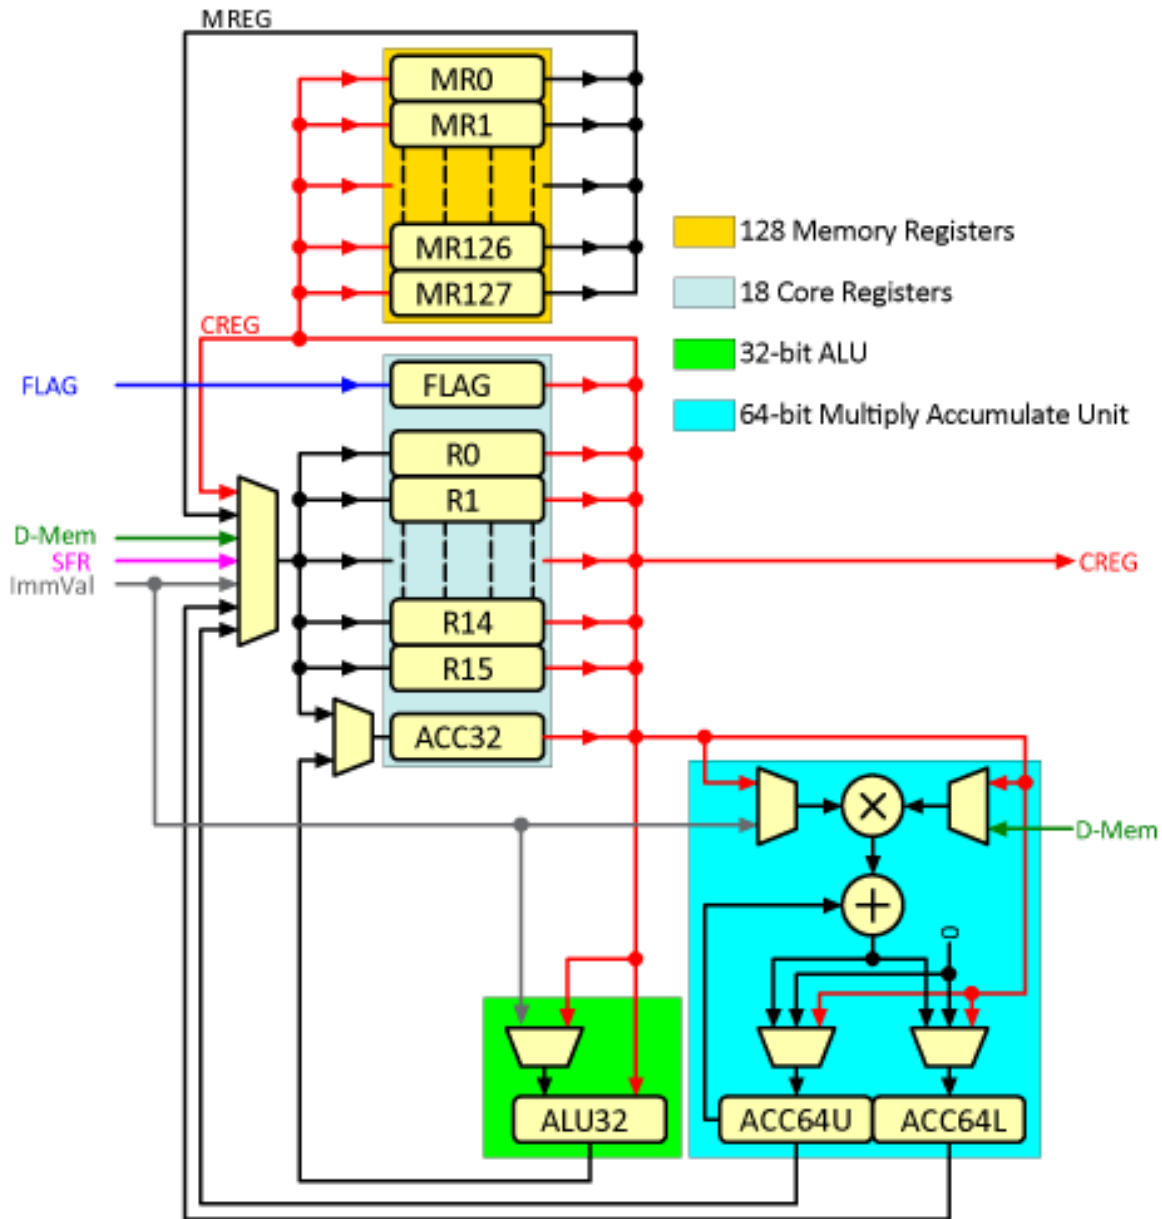 MREG
MR0
MR1
MR126
MR127
128 Memory Registers
18 Core Registers
32-bit ALU
64-bit Multiply Accumulate Unit
CREG
FLAG
FLAG
R0
R1
D-Mem
SFR
ImmVal
CREG
R14
R15
ACC32
×
D-Mem
+
0
ALU32
ACC64U
ACC64L